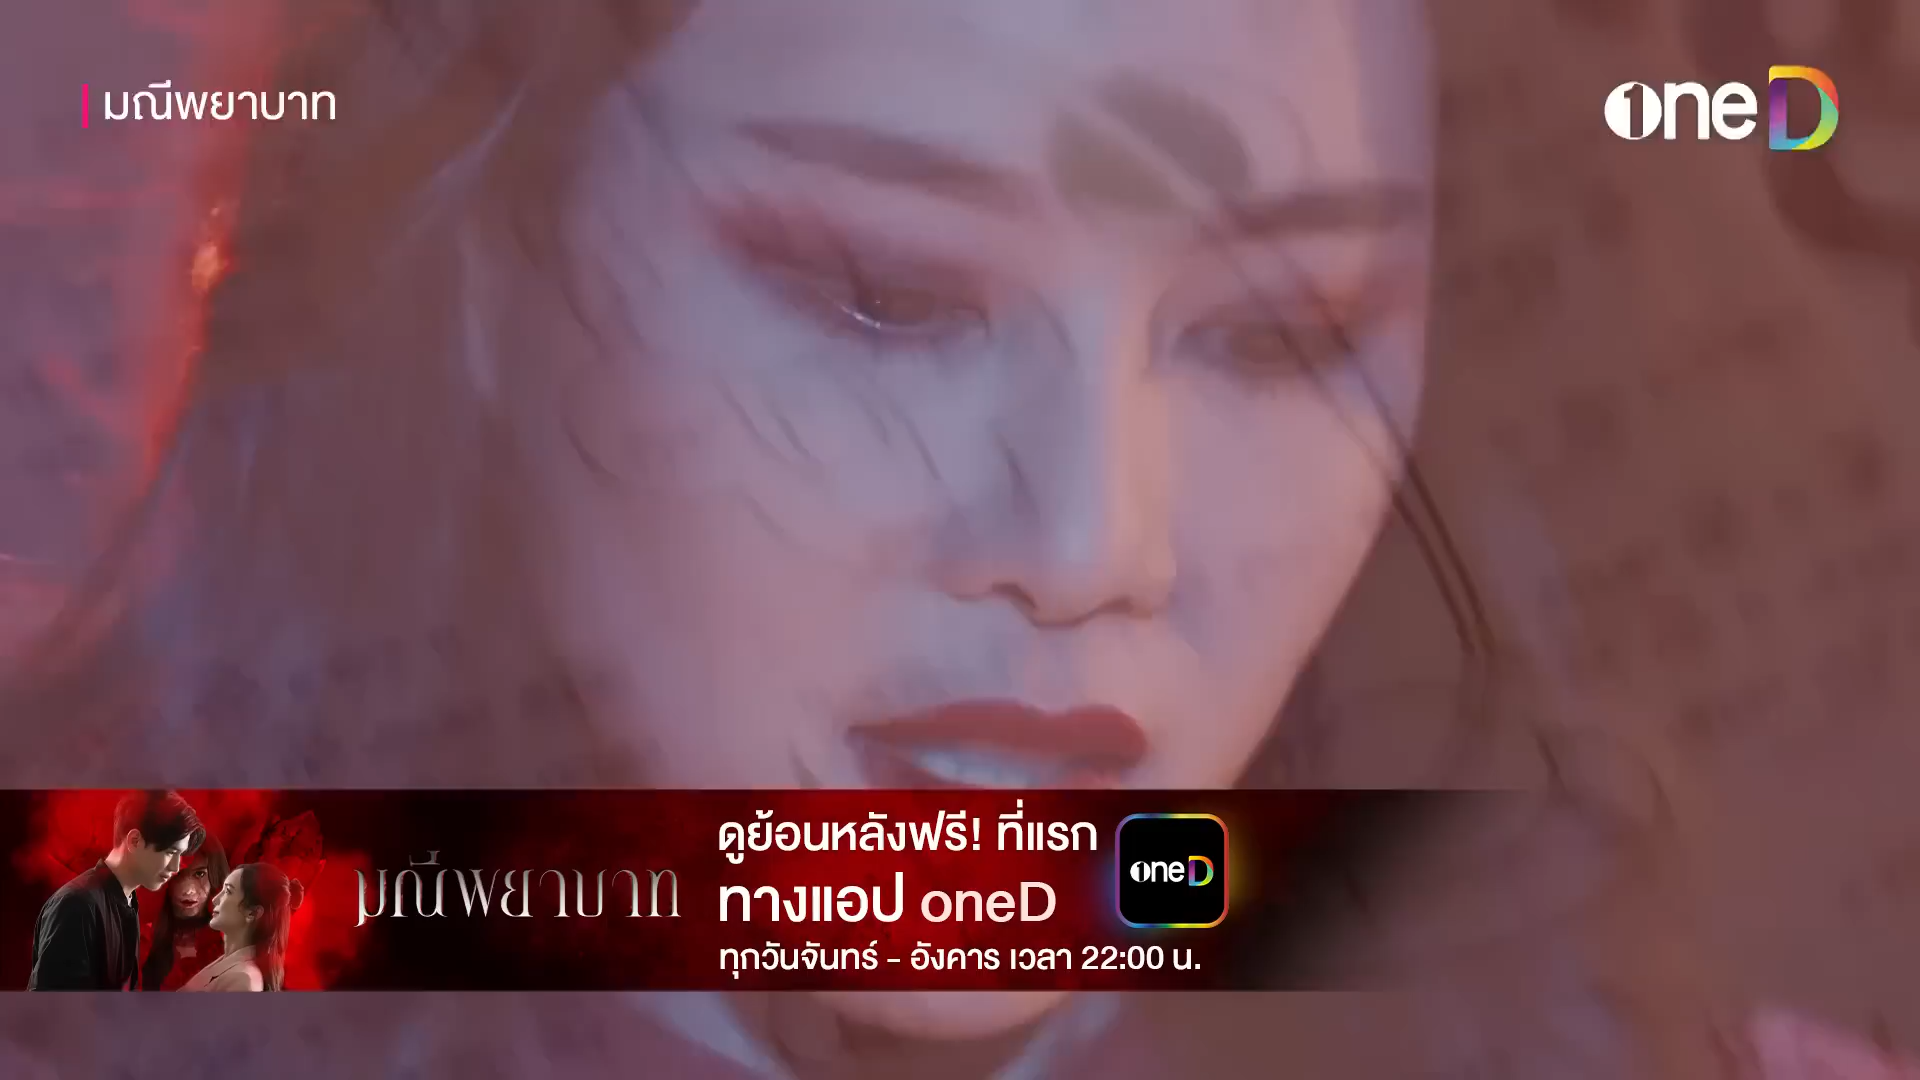 มณีพยาบาท
oneD
มณีพยาบาท
ดูย้อนหลังฟรี! ที่แรก
ทางแอป oneD
oneD
ทุกวันจันทร์ - อังคาร เวลา 22:00 น.